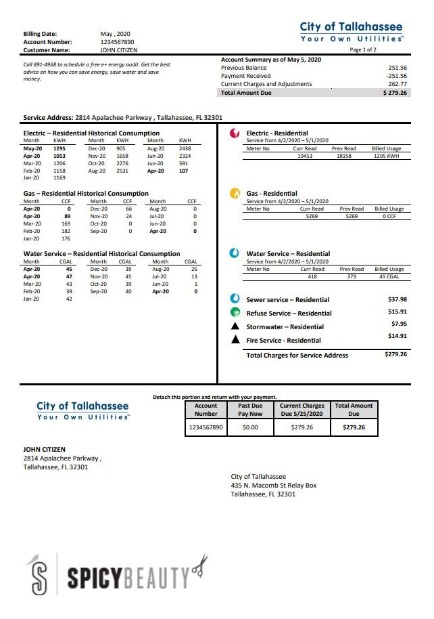 City of Tallahassee
Your Own Utilities
Page 1 of 2
Billing Date: May , 2020
Account Number: 1234567890
Customer Name: JOHN CITIZEN
Call 891-4968 to schedule a free e+ energy audit. Get the best
advice on how you can save energy, save water and save
money.
Account Summary as of May 5, 2020
Previous Balance 251.56
Payment Received -251.56
Current Charges and Adjustments 262.77
Total Amount Due $ 279.26
Service Address: 2814 Apalachee Parkway , Tallahassee, FL 32301
Electric – Residential Historical Consumption
Month KWH Month KWH Month KWH
May-20 1295 Dec-20 905 Aug-20 2438
Apr-20 1053 Nov-20 1658 Jun-20 2324
Mar-20 1206 Oct-20 2276 Jun-20 591
Feb-20 1158 Aug-20 2531 Apr-20 107
Jan-20 1169
Gas – Residential Historical Consumption
Month CCF Month CCF Month CCF
Apr-20 0 Dec-20 66 Aug-20 0
Apr-20 89 Nov-20 24 Jul-20 0
Mar-20 169 Oct-20 0 Jun-20 0
Feb-20 182 Sep-20 0 Apr-20 0
Jan-20 176
Water Service – Residential Historical Consumption
Month CGAL Month CGAL Month CGAL
Apr-20 45 Dec-20 39 Aug-20 25
Apr-20 47 Nov-20 45 Jul-20 13
Mar-20 43 Oct-20 39 Jun-20 1
Feb-20 39 Sep-20 40 Apr-20 0
Jan-20 42
Electric - Residential
Service from 4/2/2020 – 5/1/2020
Meter No Curr Read Prev Read Billed Usage
19453 18158 1295 KWH
Gas - Residential
Service from 4/2/2020 – 5/1/2020
Meter No Curr Read Prev Read Billed Usage
5269 5269 0 CCF
Water Service – Residential
Service from 4/2/2020 – 5/1/2020
Meter No Curr Read Prev Read Billed Usage
418 373 45 CGAL
Sewer service – Residential $37.98
Refuse Service – Residential $15.91
Stormwater – Residential $7.95
Fire Service - Residential $14.91
Total Charges for Service Address $279.26
Detach this portion and return with your payment.
City of Tallahassee
Your Own Utilities
Account Number Past Due Pay Now Current Charges Due 5/25/2020 Total Amount Due
1234567890 $0.00 $279.26 $279.26
JOHN CITIZEN
2814 Apalachee Parkway ,
Tallahassee, FL 32301
City of Tallahassee
435 N. Macomb St Relay Box
Tallahassee, FL 32301
SPICYBEAUTY